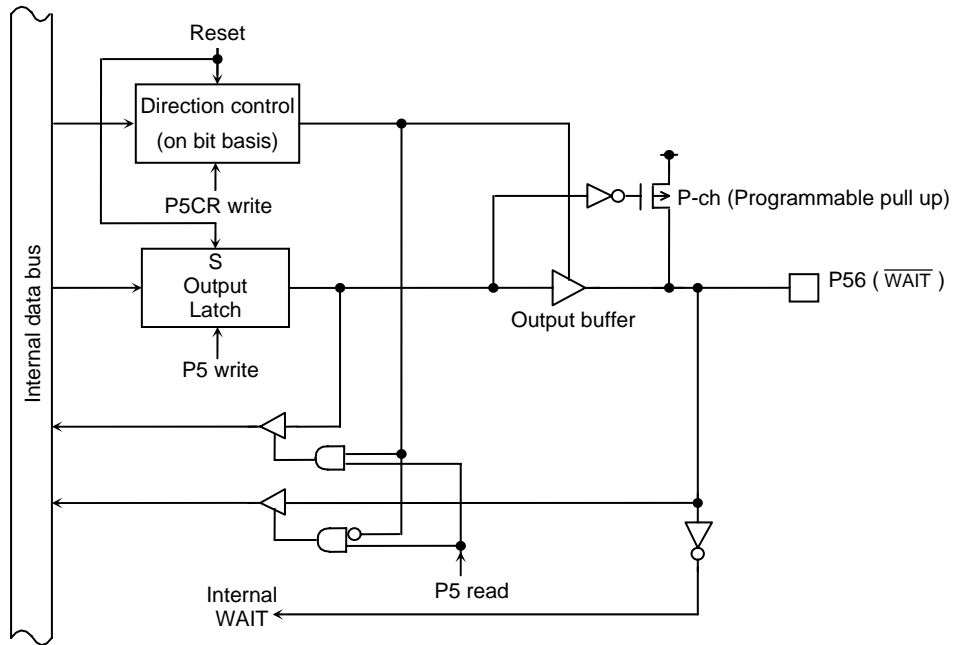 Reset
Direction control
(on bit basis)
P5CR write
P-ch (Programmable pull up)
S
Output
Latch
P56 ( W̅A̅I̅T̅ )
Output buffer
Internal data bus
P5 write
P5 read
Internal
WAIT